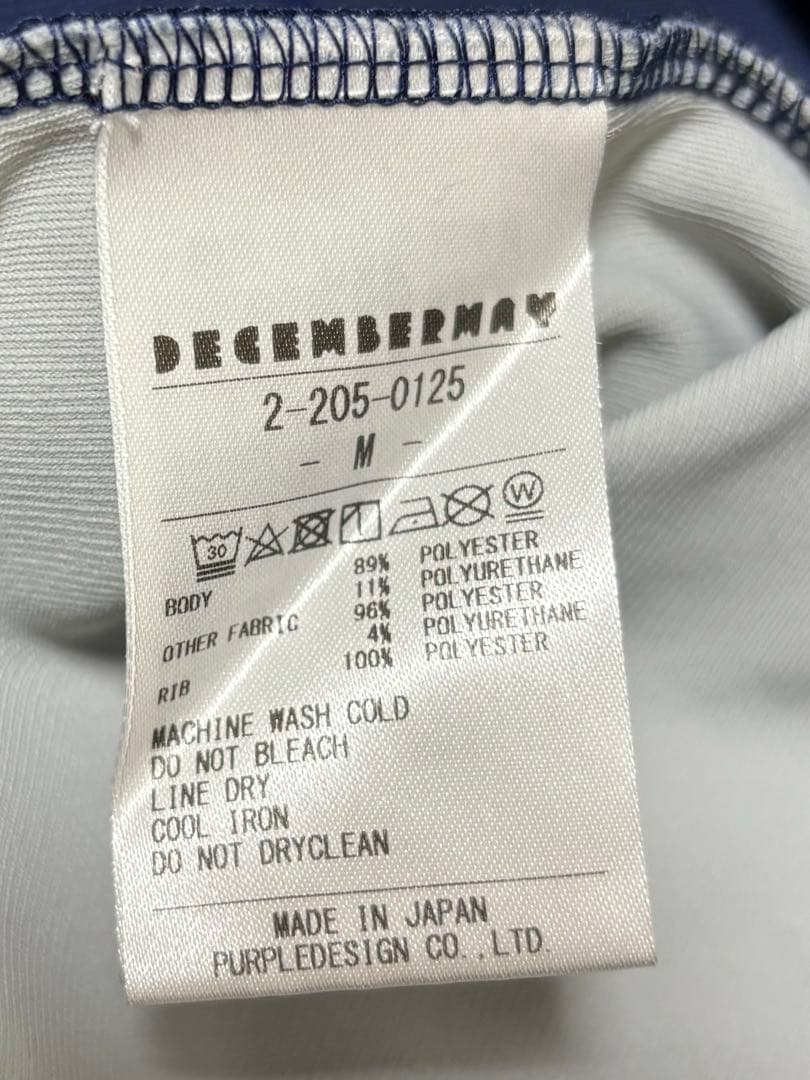 DECEMBERMAY
2-205-0125
- M -
30 W
BODY 89% POLYESTER
11% POLYURETHANE
OTHER FABRIC 96% POLYESTER
4% POLYURETHANE
RIB 100% POLYESTER
MACHINE WASH COLD
DO NOT BLEACH
LINE DRY
COOL IRON
DO NOT DRYCLEAN
MADE IN JAPAN
PURPLEDESIGN CO.,LTD.